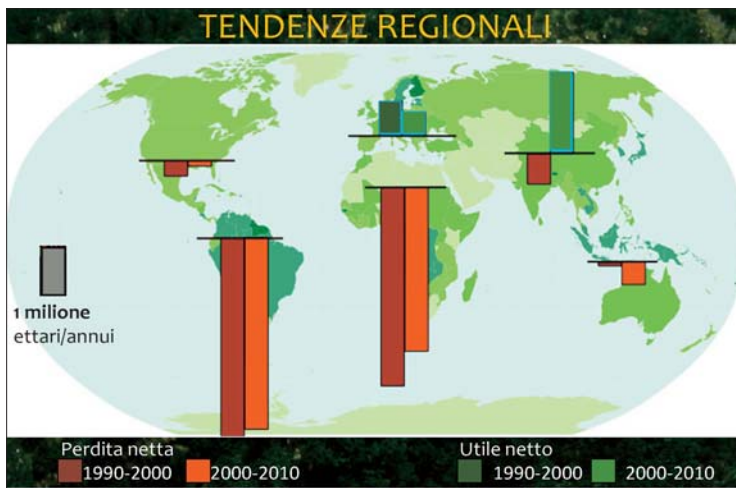 TENDENZE REGIONALI
1 milione
ettari/annui
Perdita netta
1990-2000 2000-2010
Utile netto
1990-2000 2000-2010